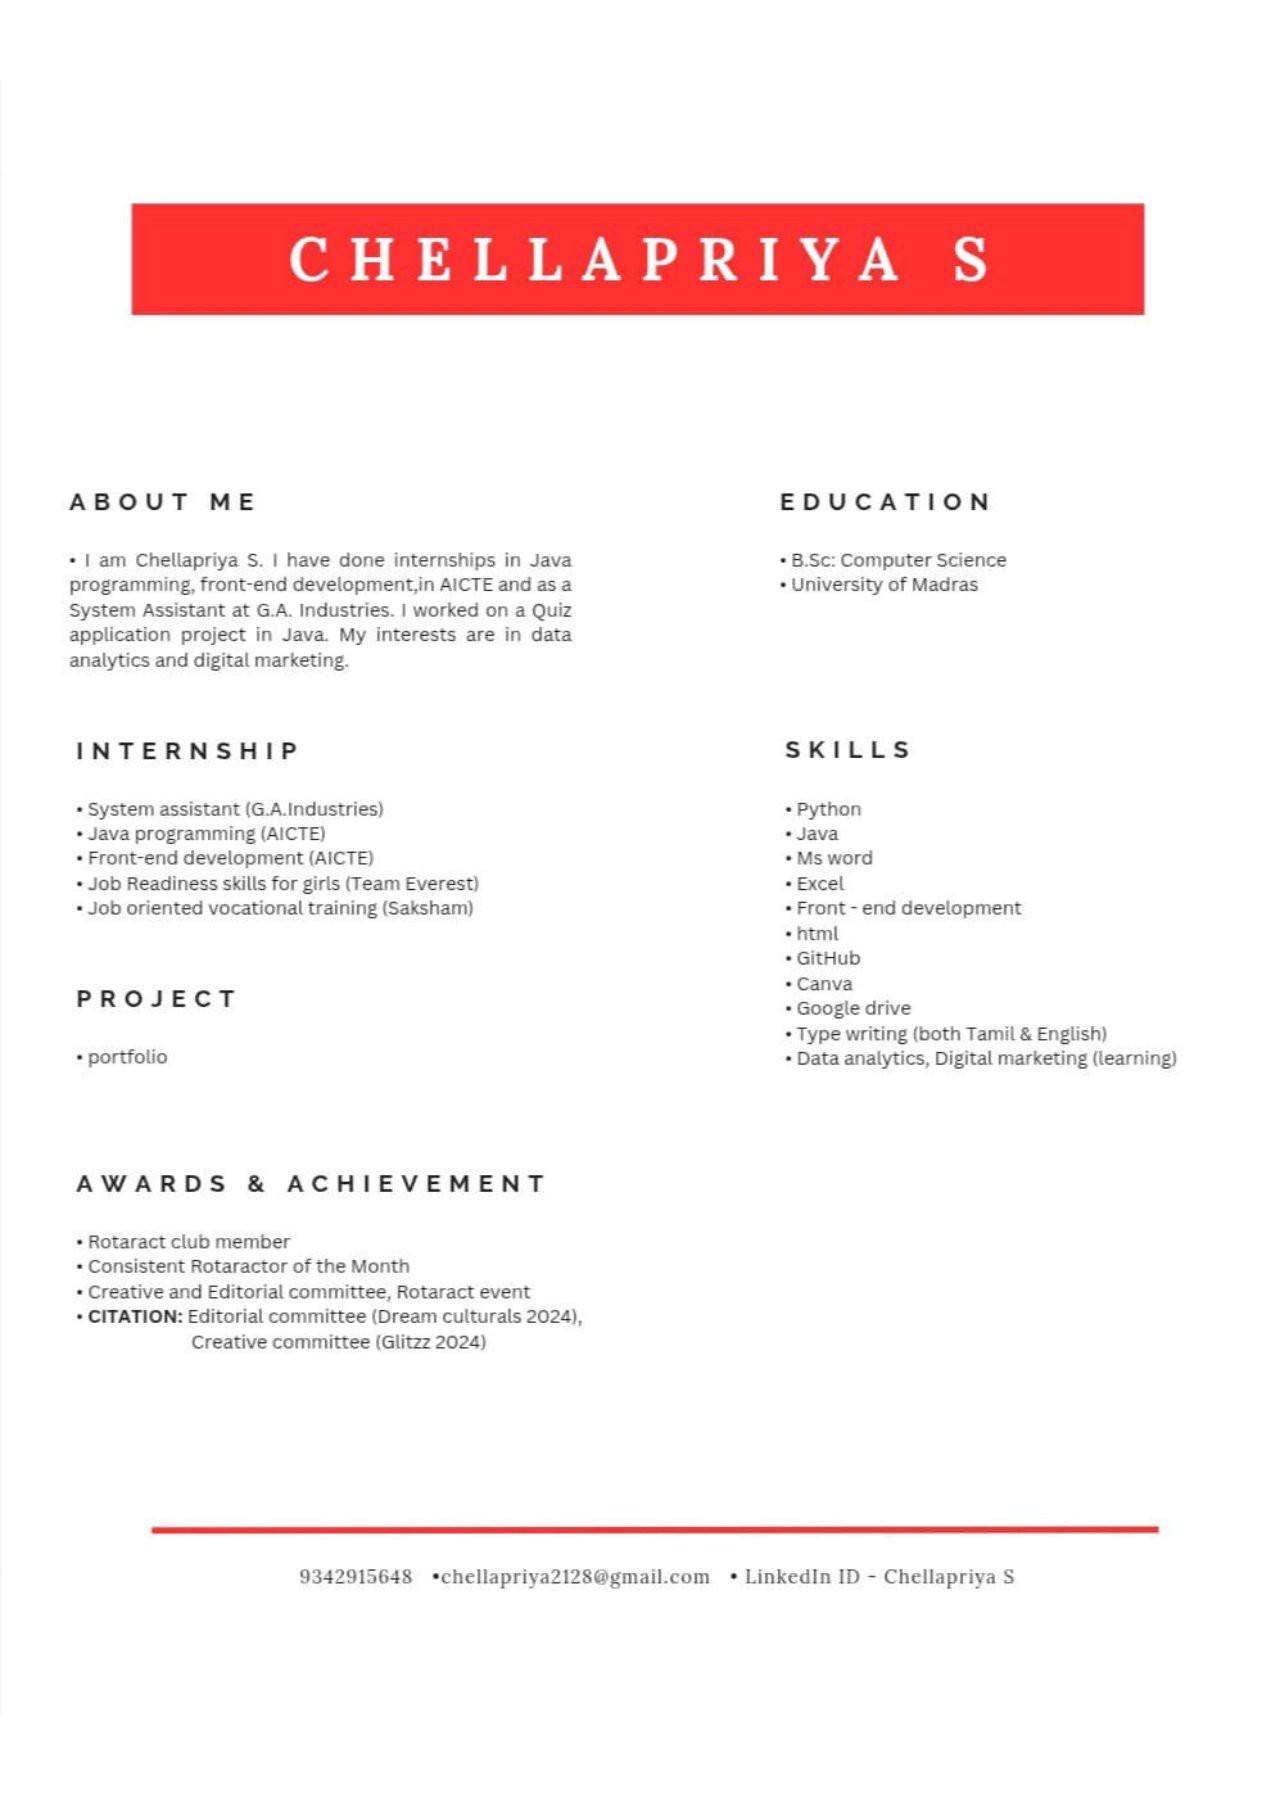 CHELLAPRIYA S
ABOUT ME
• I am Chellapriya S. I have done internships in Java
programming, front-end development,in AICTE and as a
System Assistant at G.A. Industries. I worked on a Quiz
application project in Java. My interests are in data
analytics and digital marketing.
INTERNSHIP
• System assistant (G.A.Industries)
• Java programming (AICTE)
• Front-end development (AICTE)
• Job Readiness skills for girls (Team Everest)
• Job oriented vocational training (Saksham)
PROJECT
• portfolio
AWARDS & ACHIEVEMENT
• Rotaract club member
• Consistent Rotaractor of the Month
• Creative and Editorial committee, Rotaract event
• CITATION: Editorial committee (Dream culturals 2024),
Creative committee (Glitzz 2024)
EDUCATION
• B.Sc: Computer Science
• University of Madras
SKILLS
• Python
• Java
• Ms word
• Excel
• Front - end development
• html
• GitHub
• Canva
• Google drive
• Type writing (both Tamil & English)
• Data analytics, Digital marketing (learning)
9342915648 •chellapriya2128@gmail.com • LinkedIn ID - Chellapriya S